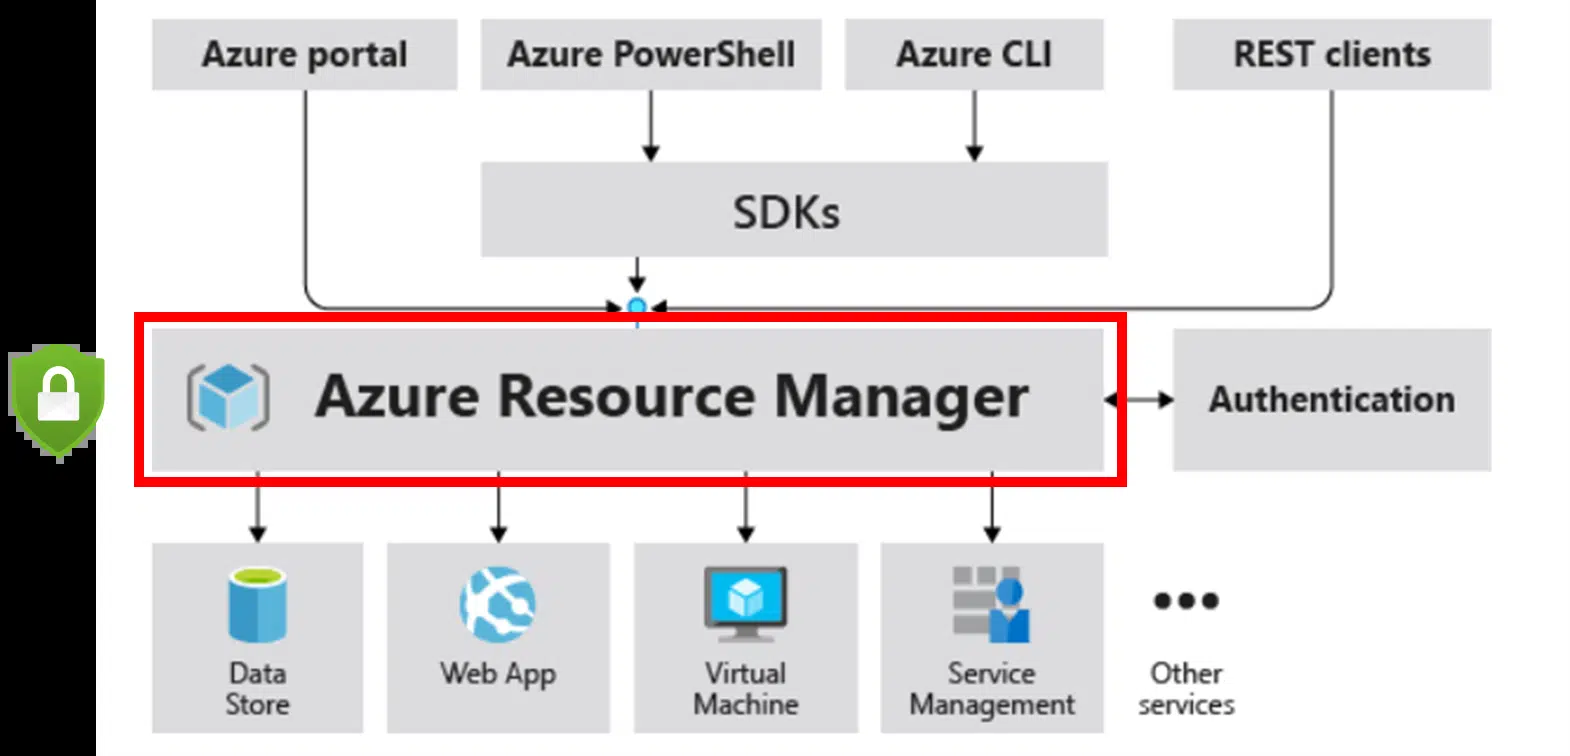 Azure portal
Azure PowerShell
Azure CLI
REST clients
SDKs
Azure Resource Manager
Authentication
Data
Store
Web App
Virtual
Machine
Service
Management
Other
services